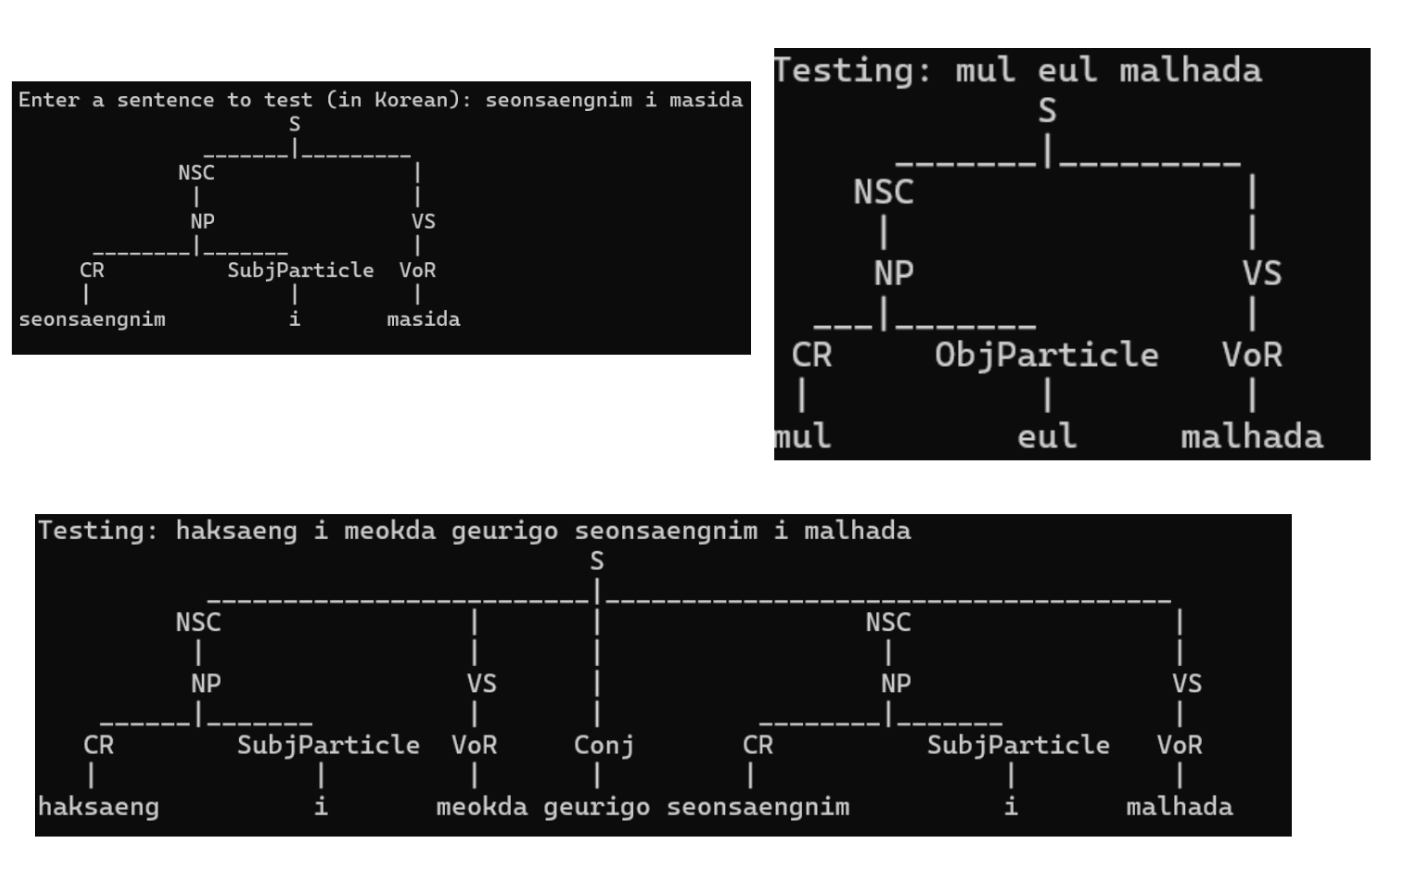 Enter a sentence to test (in Korean): seonsaengnim i masida
S
NSC
NP VS
CR SubjParticle VoR
seonsaengnim i masida
Testing: mul eul malhada
S
NSC
NP VS
CR ObjParticle VoR
mul eul malhada
Testing: haksaeng i meokda geurigo seonsaengnim i malhada
S
NSC NSC
NP VS NP VS
CR SubjParticle VoR Conj CR SubjParticle VoR
haksaeng i meokda geurigo seonsaengnim i malhada